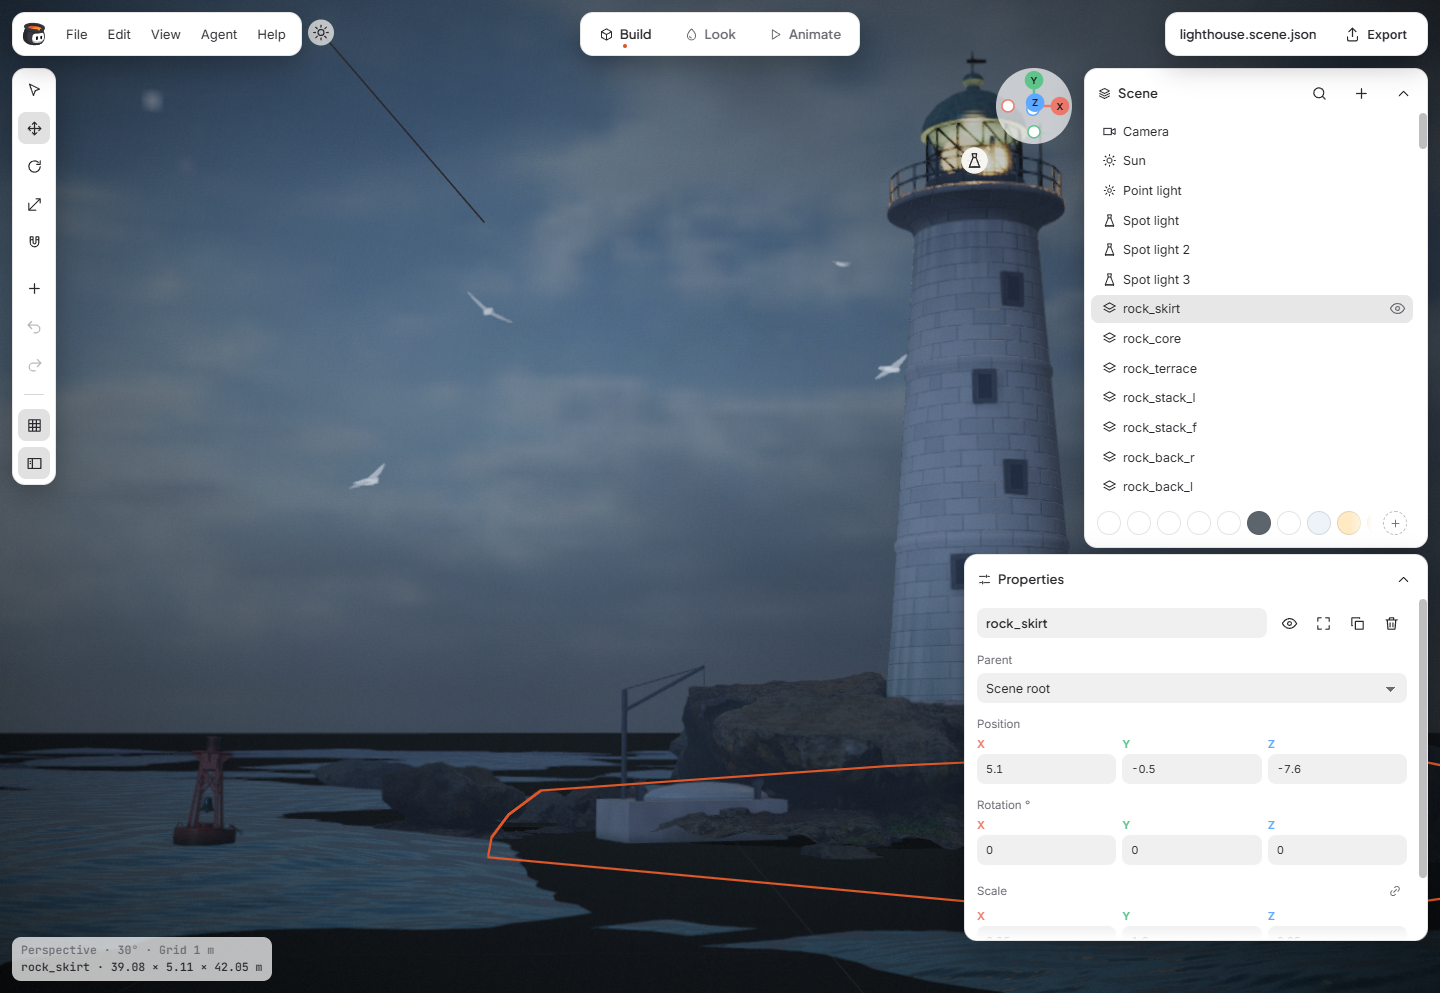 File Edit View Agent Help
Build Look Animate
lighthouse.scene.json Export
Y
Z
X
Scene
Camera
Sun
Point light
Spot light
Spot light 2
Spot light 3
rock_skirt
rock_core
rock_terrace
rock_stack_l
rock_stack_f
rock_back_r
rock_back_l
Properties
rock_skirt
Parent
Scene root
Position
X Y Z
5.1 -0.5 -7.6
Rotation °
X Y Z
0 0 0
Scale
X Y Z
Perspective · 30° · Grid 1 m
rock_skirt · 39.08 × 5.11 × 42.05 m